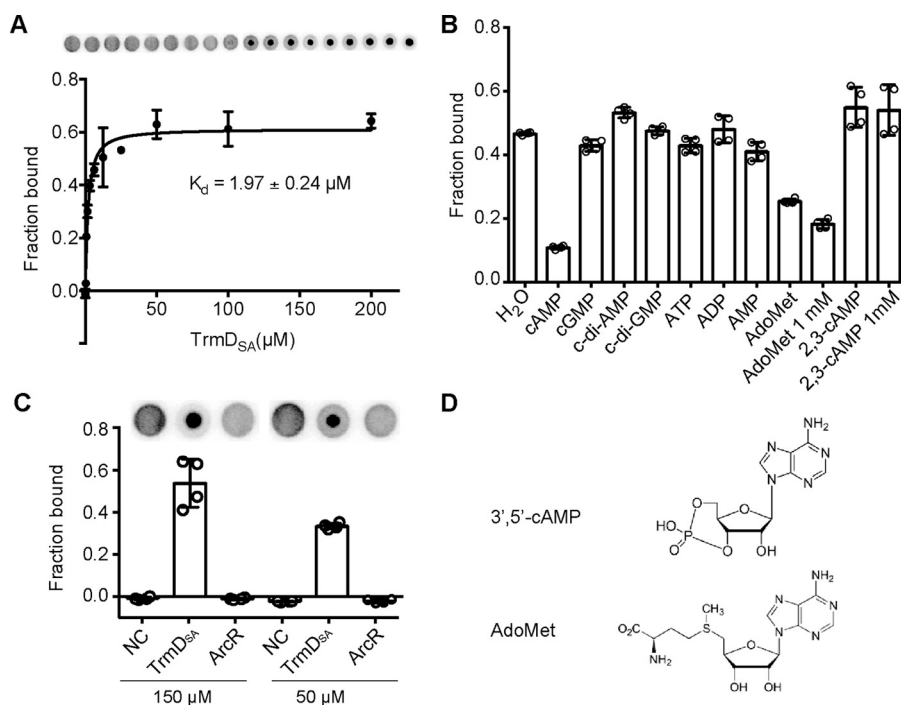 A
0.8
0.6
0.4
0.2
0.0
Fraction bound
K_d = 1.97 ± 0.24 µM
50 100 150 200
TrmD_SA(µM)
B
0.8
0.6
0.4
0.2
0.0
Fraction bound
H₂O
cAMP
cGMP
c-di-AMP
c-di-GMP
ATP
ADP
AMP
AdoMet
AdoMet 1 mM
2,3-cAMP
2,3-cAMP 1mM
C
0.8
0.6
0.4
0.2
0.0
Fraction bound
NC
TrmD_SA
ArcR
NC
TrmD_SA
ArcR
150 µM
50 µM
D
3',5'-cAMP
NH₂
N
N
N
N
O
O
HO
P
O
O
OH
AdoMet
NH₂
N
N
N
N
CH₃
O₂C
S
O
NH₂
OH OH